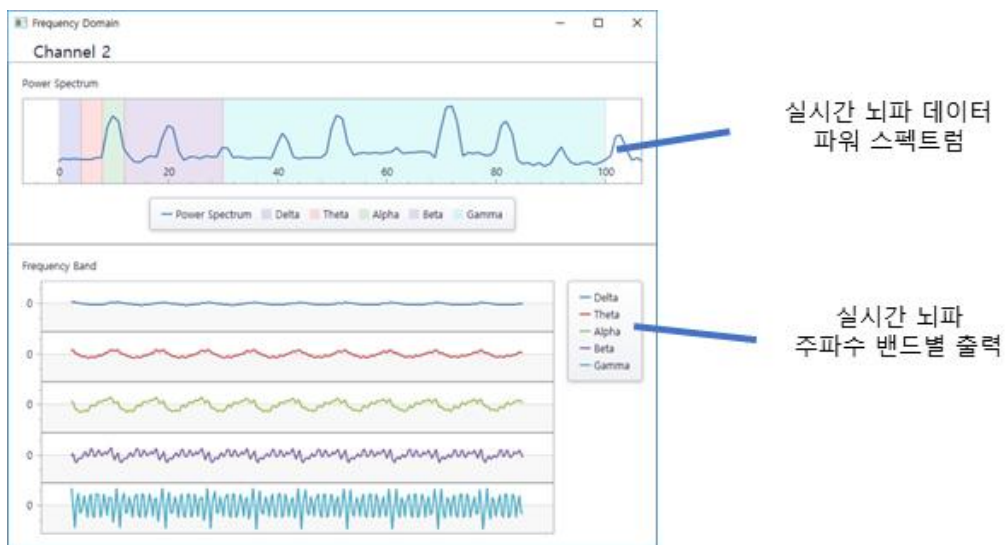 Frequency Domain
Channel 2
Power Spectrum
0 20 40 60 80 100
Power Spectrum Delta Theta Alpha Beta Gamma
실시간 뇌파 데이터
파워 스펙트럼
Frequency Band
0
0
0
0
0
Delta
Theta
Alpha
Beta
Gamma
실시간 뇌파
주파수 밴드별 출력